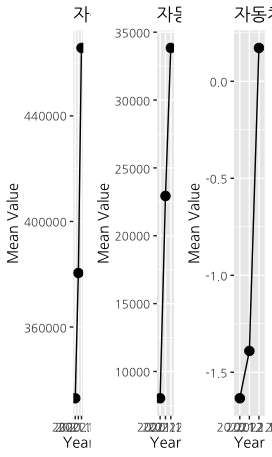 자
자동
자동차
440000
400000
360000
Mean Value
Year
35000
30000
25000
20000
15000
10000
Mean Value
Year
0.0
-0.5
-1.0
-1.5
Mean Value
Year